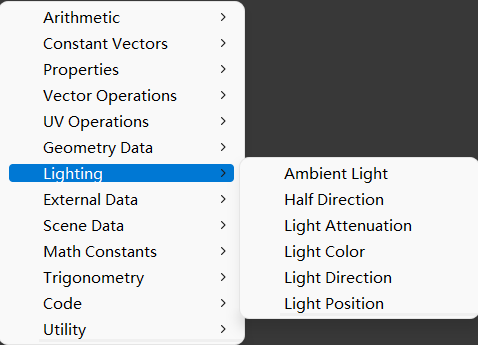 Arithmetic
Constant Vectors
Properties
Vector Operations
UV Operations
Geometry Data
Lighting
External Data
Scene Data
Math Constants
Trigonometry
Code
Utility
Ambient Light
Half Direction
Light Attenuation
Light Color
Light Direction
Light Position